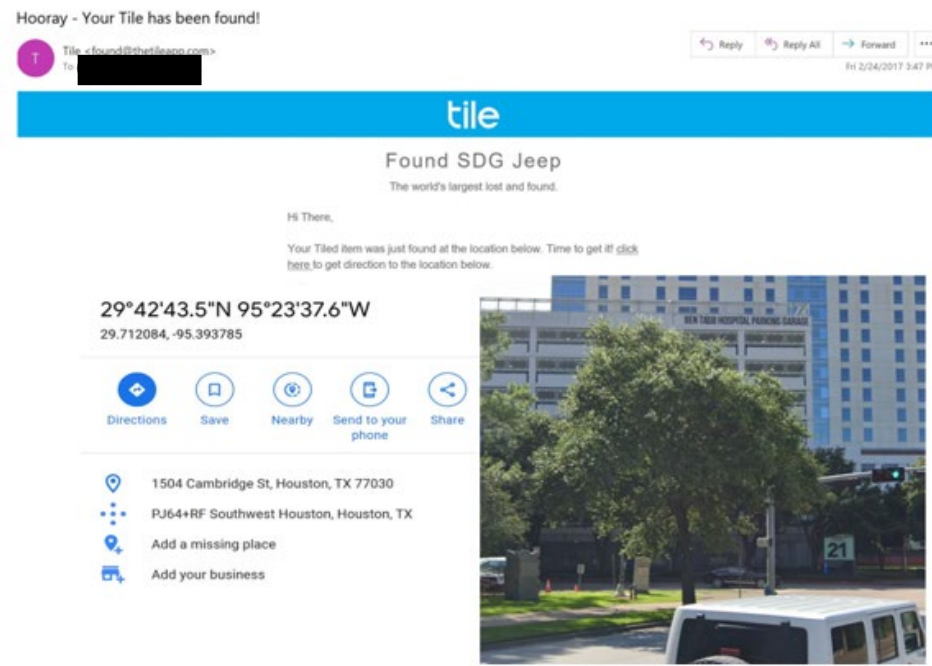 Hooray - Your Tile has been found!
T
Tile <found@thetileapp.com>
To
Reply
Reply All
Forward
Fri 2/24/2017 3:47 P
tile
Found SDG Jeep
The world's largest lost and found.
Hi There,
Your Tiled item was just found at the location below. Time to get it! click
here to get direction to the location below.
29°42'43.5"N 95°23'37.6"W
29.712084, -95.393785
Directions
Save
Nearby
Send to your
phone
Share
1504 Cambridge St, Houston, TX 77030
PJ64+RF Southwest Houston, Houston, TX
Add a missing place
Add your business
BEN TAUB HOSPITAL PARKING GARAGE
21